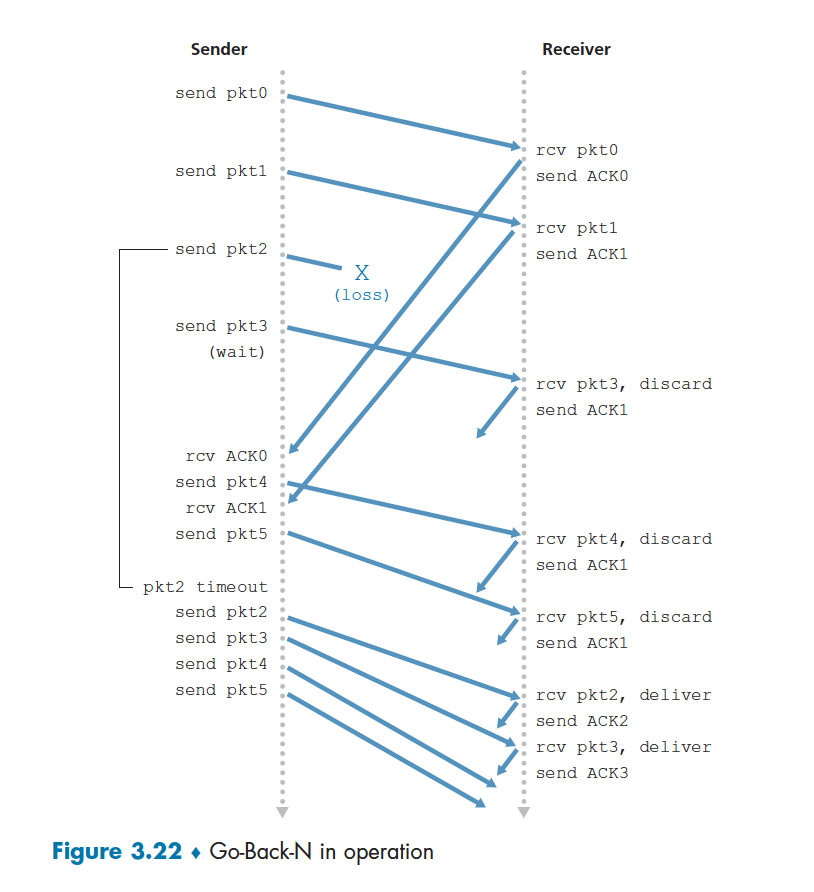 Sender
Receiver
send pkt0
rcv pkt0
send pkt1
send ACK0
rcv pkt1
send pkt2
send ACK1
X
(loss)
send pkt3
(wait)
rcv pkt3, discard
send ACK1
rcv ACK0
send pkt4
rcv ACK1
send pkt5
rcv pkt4, discard
send ACK1
pkt2 timeout
send pkt2
rcv pkt5, discard
send pkt3
send ACK1
send pkt4
send pkt5
rcv pkt2, deliver
send ACK2
rcv pkt3, deliver
send ACK3
Figure 3.22 ♦ Go-Back-N in operation